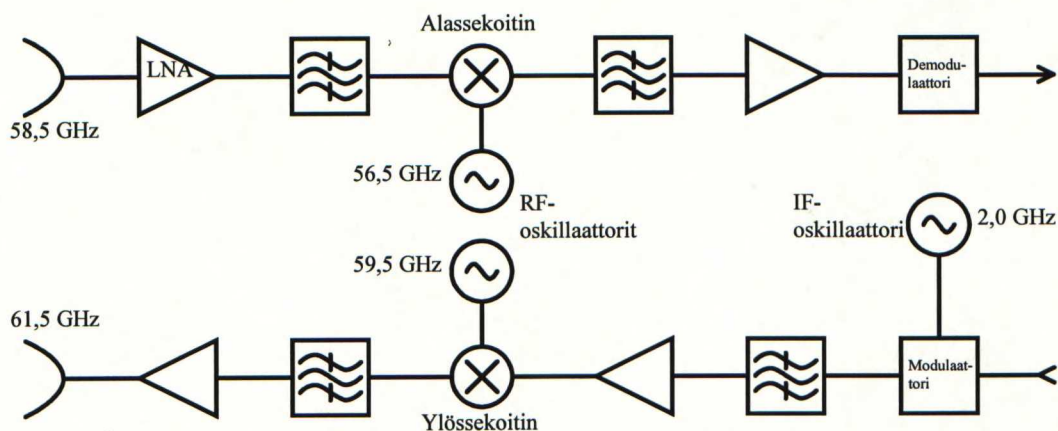 Alassekoitin
LNA
Demodu-
laattori
58,5 GHz
56,5 GHz
RF-
oskillaattorit
IF-
oskillaattori
2,0 GHz
59,5 GHz
61,5 GHz
Modulaat-
tori
Ylössekoitin